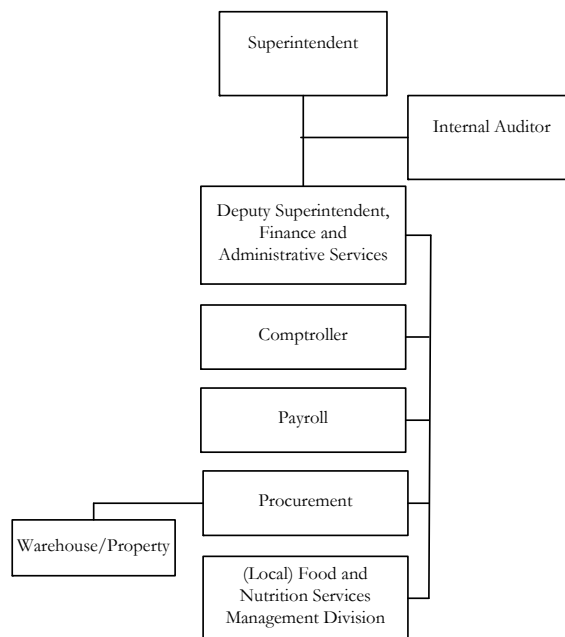 Superintendent
Internal Auditor
Deputy Superintendent,
Finance and
Administrative Services
Comptroller
Payroll
Procurement
Warehouse/Property
(Local) Food and
Nutrition Services
Management Division